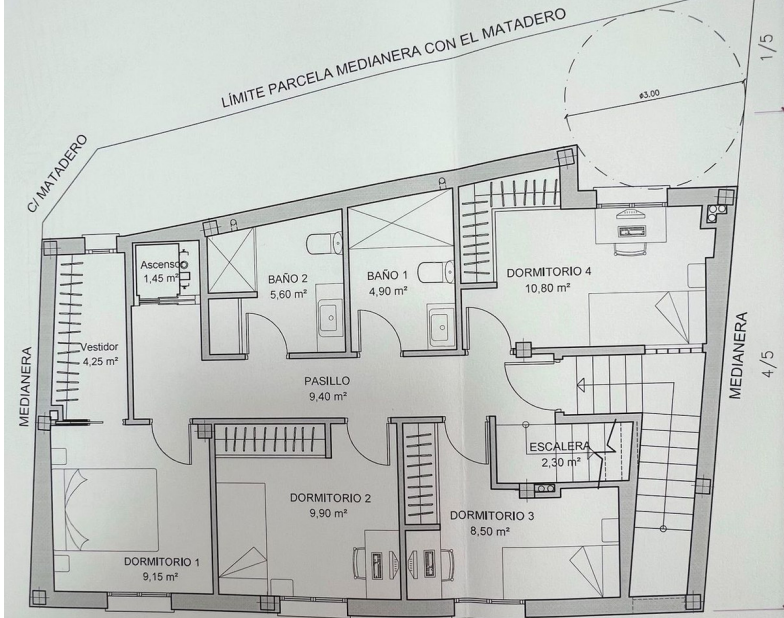 LÍMITE PARCELA MEDIANERA CON EL MATADERO
1/5
ø3.00
C/ MATADERO
Ascenso
1,45 m²
BAÑO 2
5,60 m²
BAÑO 1
4,90 m²
DORMITORIO 4
10,80 m²
Vestidor
4,25 m²
MEDIANERA
MEDIANERA
4/5
PASILLO
9,40 m²
ESCALERA
2,30 m²
DORMITORIO 2
9,90 m²
DORMITORIO 3
8,50 m²
DORMITORIO 1
9,15 m²